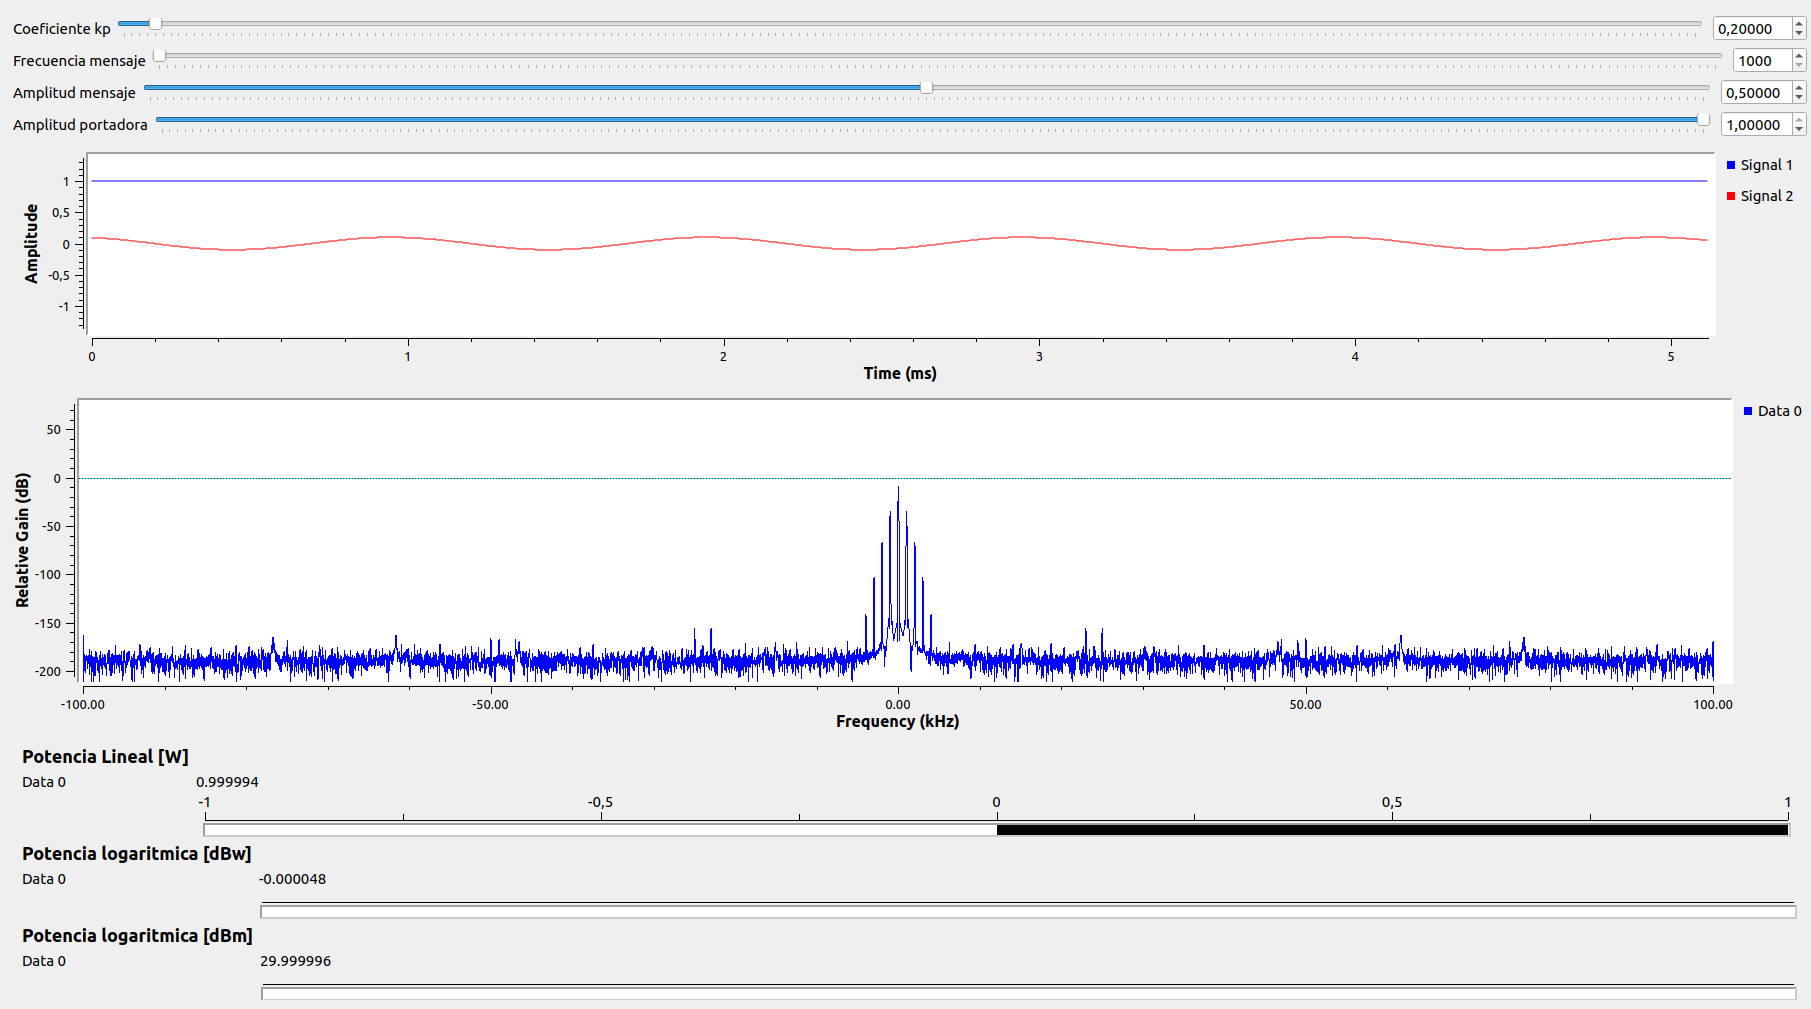 Coeficiente kp 0,20000
Frecuencia mensaje 1000
Amplitud mensaje 0,50000
Amplitud portadora 1,00000
Signal 1
Signal 2
Amplitude
1
0,5
0
-0,5
-1
0 1 2 3 4 5
Time (ms)
Data 0
Relative Gain (dB)
50
0
-50
-100
-150
-200
-100.00 -50.00 0.00 50.00 100.00
Frequency (kHz)
Potencia Lineal [W]
Data 0 0.999994
-1 -0,5 0 0,5 1
Potencia logaritmica [dBw]
Data 0 -0.000048
Potencia logaritmica [dBm]
Data 0 29.999996